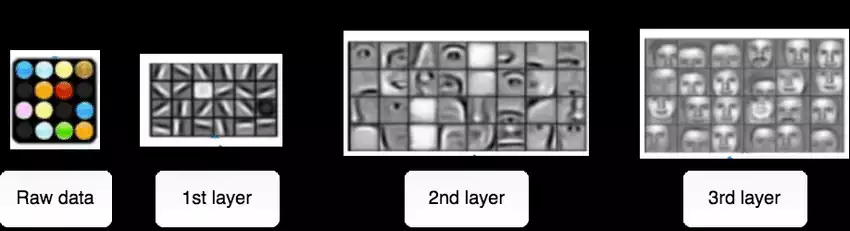 Raw data
1st layer
2nd layer
3rd layer